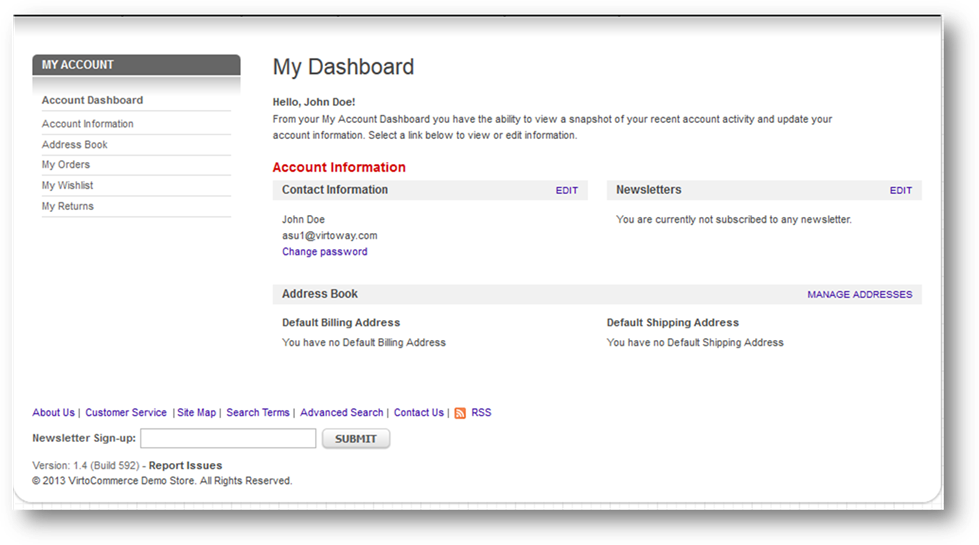 MY ACCOUNT
Account Dashboard
Account Information
Address Book
My Orders
My Wishlist
My Returns
My Dashboard
Hello, John Doe!
From your My Account Dashboard you have the ability to view a snapshot of your recent account activity and update your
account information. Select a link below to view or edit information.
Account Information
Contact Information EDIT
John Doe
asu1@virtoway.com
Change password
Newsletters EDIT
You are currently not subscribed to any newsletter.
Address Book MANAGE ADDRESSES
Default Billing Address
You have no Default Billing Address
Default Shipping Address
You have no Default Shipping Address
About Us | Customer Service | Site Map | Search Terms | Advanced Search | Contact Us | RSS
Newsletter Sign-up: SUBMIT
Version: 1.4 (Build 592) - Report Issues
© 2013 VirtoCommerce Demo Store. All Rights Reserved.